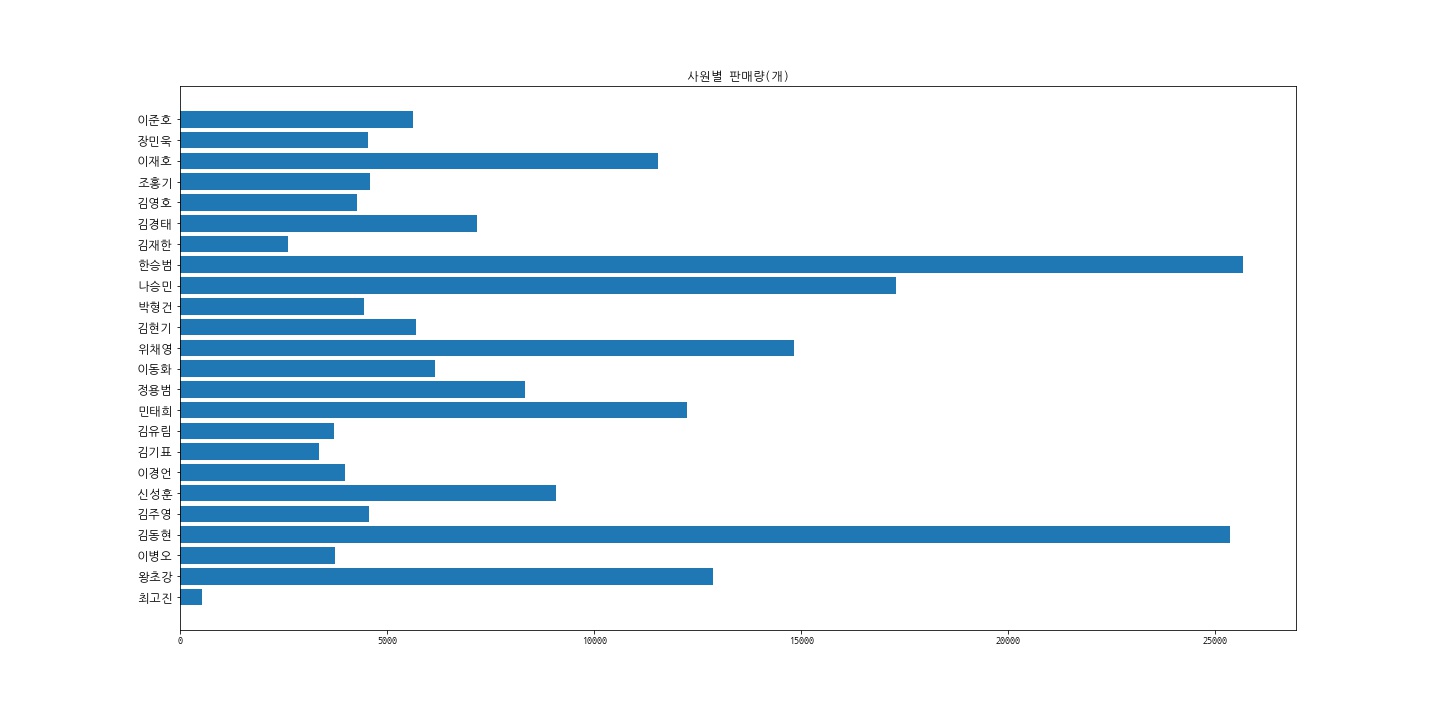 사원별 판매량(개)
이준호
장민욱
이재호
조홍기
김영호
김경태
김재한
한승범
나승민
박형건
김현기
위채영
이동화
정용범
민태희
김유림
김기표
이경언
신성훈
김주영
김동현
이병오
왕초강
최고진
0 5000 10000 15000 20000 25000